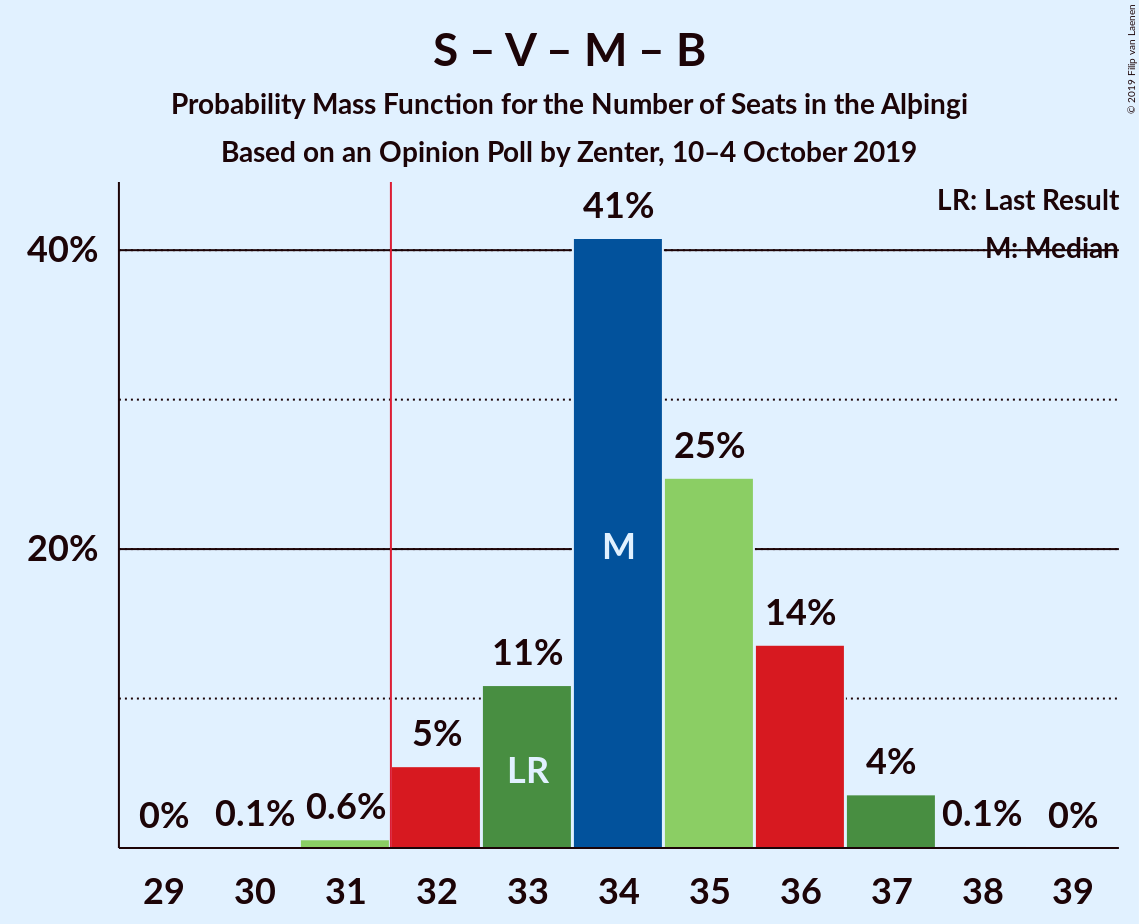 S – V – M – B
Probability Mass Function for the Number of Seats in the Alþingi
Based on an Opinion Poll by Zenter, 10–4 October 2019
© 2019 Filip van Laenen
LR: Last Result
M: Median
40%
20%
0%
0.1%
0.6%
5%
11%
41%
25%
14%
4%
0.1%
0%
LR
M
29 30 31 32 33 34 35 36 37 38 39